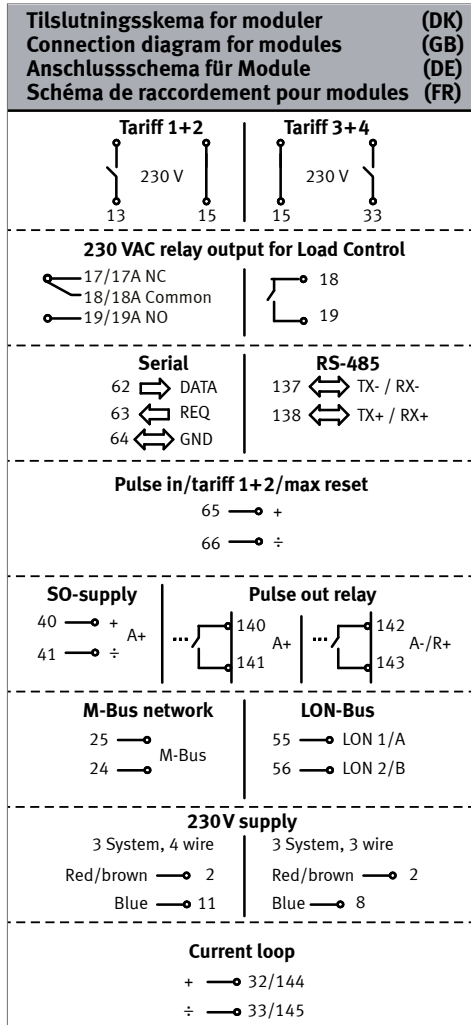 Tilslutningsskema for moduler (DK)
Connection diagram for modules (GB)
Anschlussschema für Module (DE)
Schéma de raccordement pour modules (FR)
Tariff 1+2
230 V
13 15
Tariff 3+4
230 V
15 33
230 VAC relay output for Load Control
17/17A NC
18/18A Common
19/19A NO
18
19
Serial
62 DATA
63 REQ
64 GND
RS-485
137 TX- / RX-
138 TX+ / RX+
Pulse in/tariff 1+2/max reset
65 +
66 ÷
SO-supply
40 +
A+
41 ÷
Pulse out relay
140
A+
141
142
A-/R+
143
M-Bus network
25
M-Bus
24
LON-Bus
55 LON 1/A
56 LON 2/B
230V supply
3 System, 4 wire
Red/brown 2
Blue 11
3 System, 3 wire
Red/brown 2
Blue 8
Current loop
+ 32/144
÷ 33/145